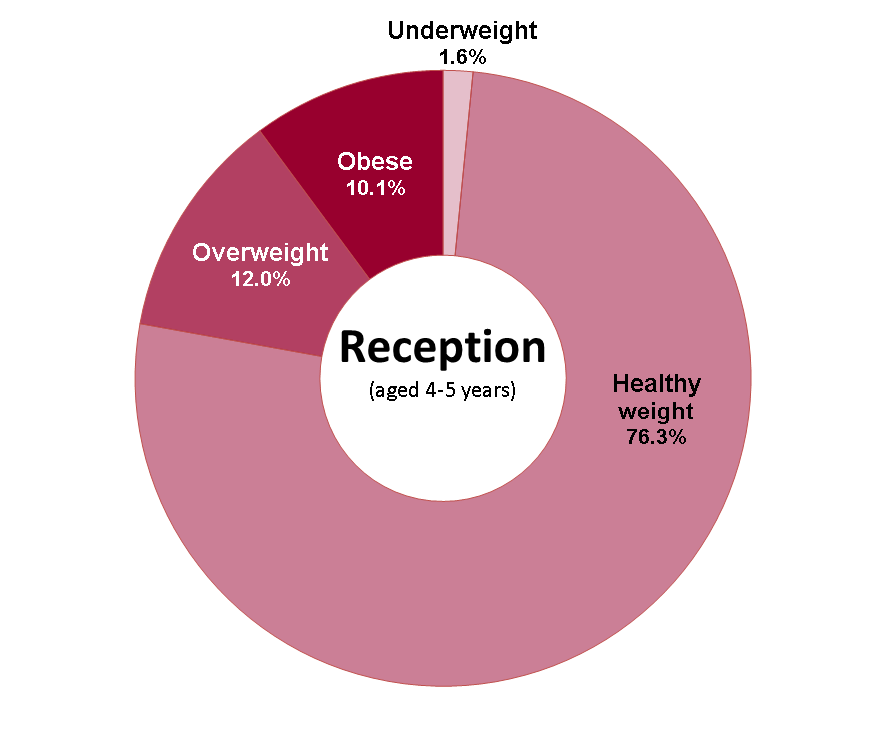 Underweight
1.6%
Obese
10.1%
Overweight
12.0%
Reception
(aged 4-5 years)
Healthy
weight
76.3%